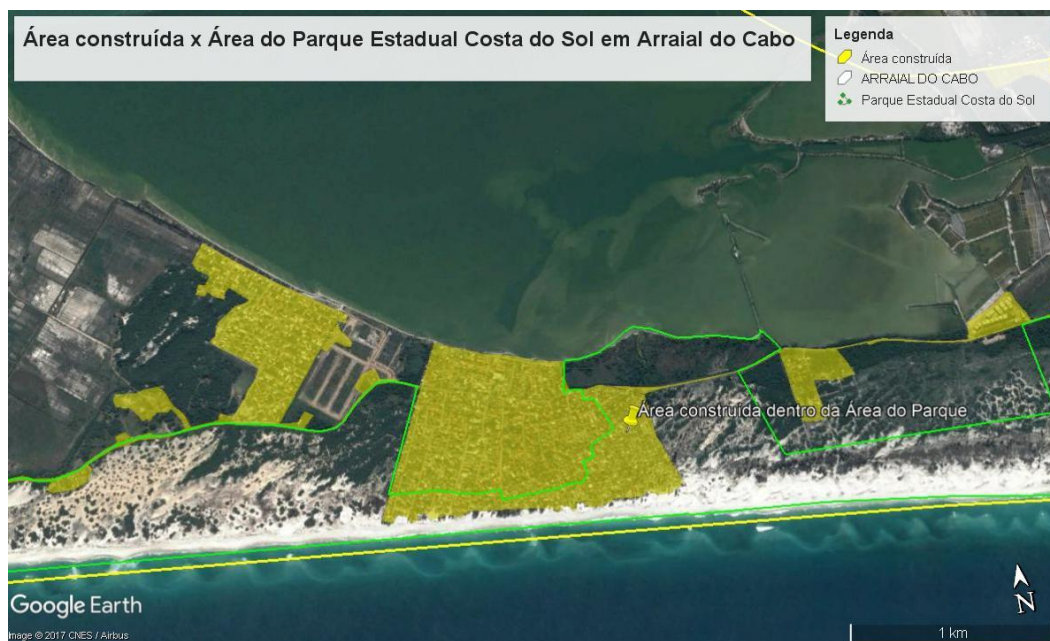 Área construída x Área do Parque Estadual Costa do Sol em Arraial do Cabo
Legenda
Área construída
ARRAIAL DO CABO
Parque Estadual Costa do Sol
Área construída dentro da Área do Parque
N
Google Earth
Image © 2017 CNES / Airbus
1 km